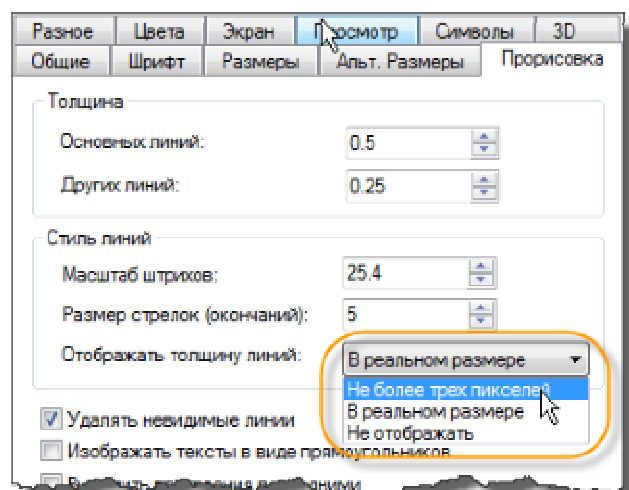 Разное Цвета Экран Просмотр Символы 3D
Общие Шрифт Размеры Альт. Размеры Прорисовка
Толщина
Основных линий: 0.5
Других линий: 0.25
Стиль линий
Масштаб штрихов: 25.4
Размер стрелок (окончаний): 5
Отображать толщину линий: В реальном размере
Не более трех пикселей
В реальном размере
Не отображать
Удалять невидимые линии
Изображать тексты в виде прямоугольников